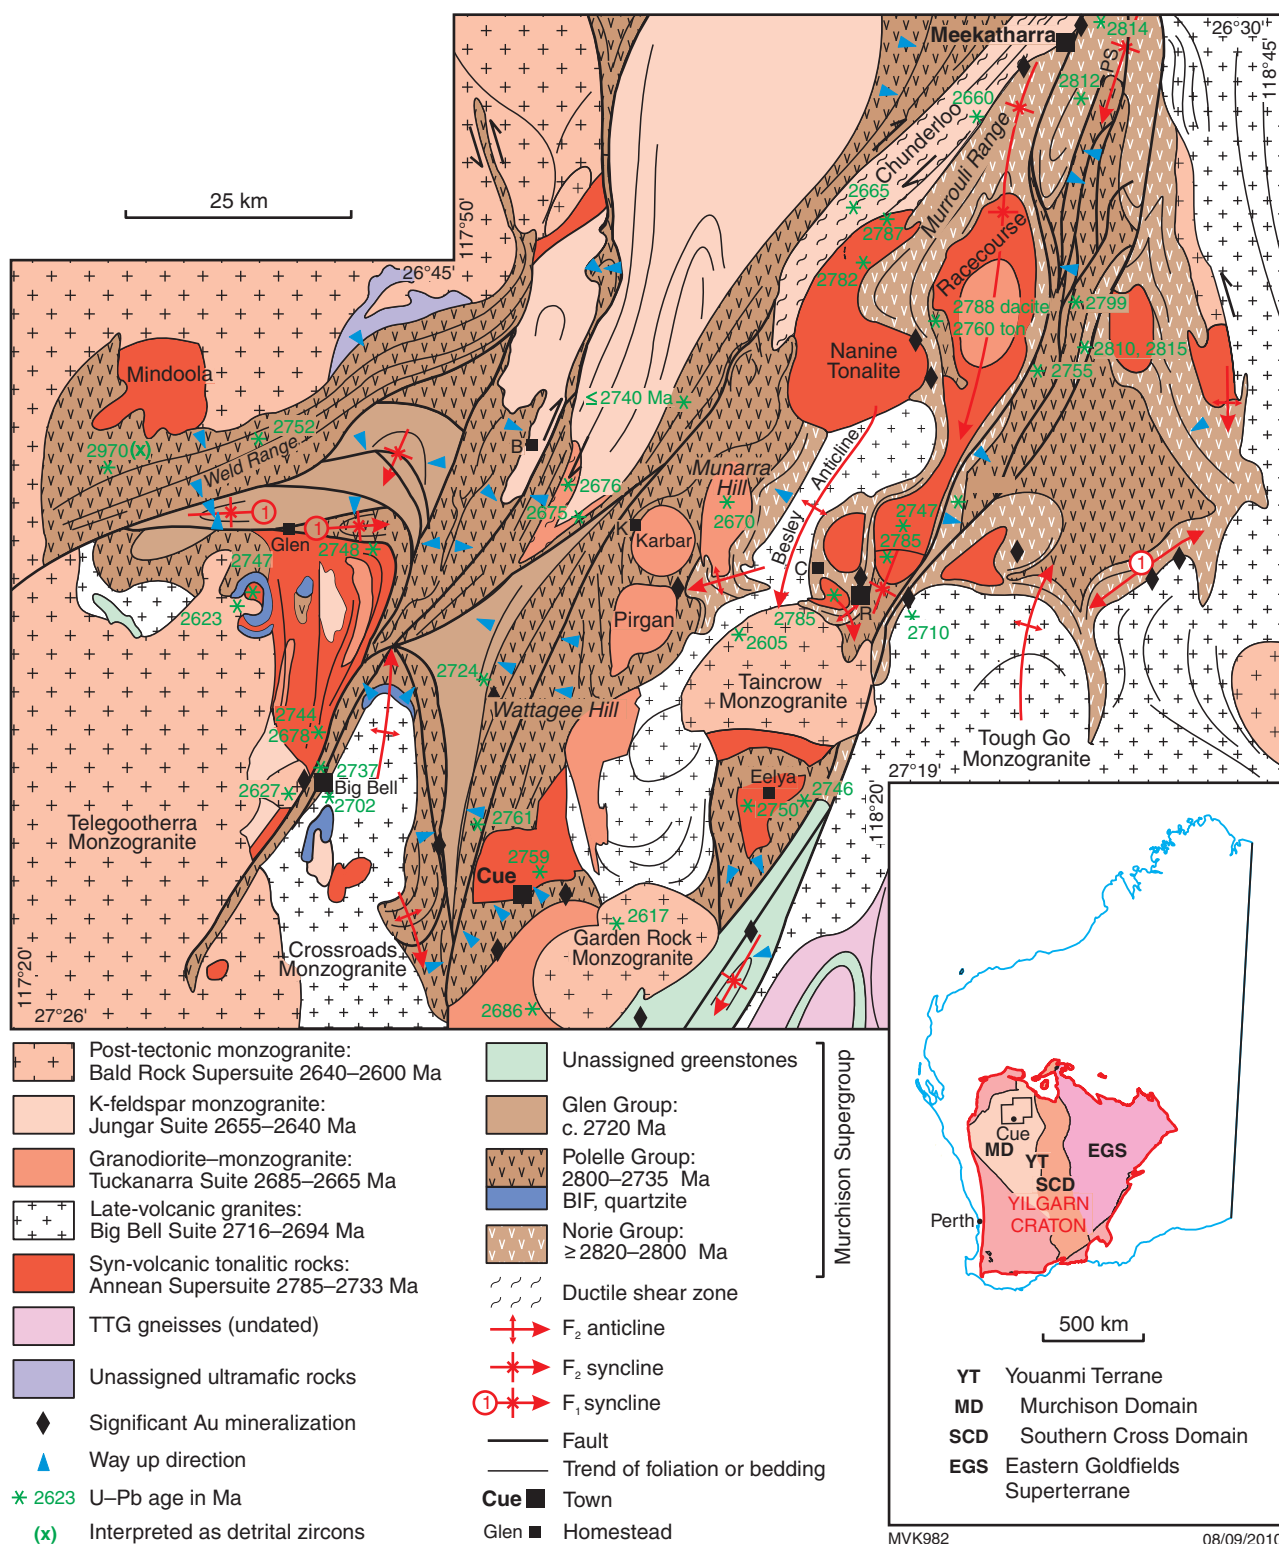 Meekatharra
2814
26°30'
118°45'
PS
2812
2660
Chunderloo
Murrouli Range
25 km
2665
2787
117°50'
26°45'
2782
Racecourse
2788 dacite
2760 ton
2799
2810, 2815
2755
Nanine
Tonalite
Mindoola
≤ 2740 Ma
2752
2970(x)
Weld Range
B
Munarra
Hill
Besley Anticline
2676
2675
2670
2747
2785
K
Karbar
1
1
Glen
2748
2747
C
1
2623
Pirgan
2785
R
2710
2605
2724
Wattagee Hill
Taincrow
Monzogranite
Tough Go
Monzogranite
2744
2678
27°19'
118°20'
Eelya
2746
2750
2737
Big Bell
2702
2627
Telegootherra
Monzogranite
2761
2759
Cue
2617
Garden Rock
Monzogranite
Crossroads
Monzogranite
2686
117°20'
27°26'
Post-tectonic monzogranite:
Bald Rock Supersuite 2640–2600 Ma
K-feldspar monzogranite:
Jungar Suite 2655–2640 Ma
Granodiorite–monzogranite:
Tuckanarra Suite 2685–2665 Ma
Late-volcanic granites:
Big Bell Suite 2716–2694 Ma
Syn-volcanic tonalitic rocks:
Annean Supersuite 2785–2733 Ma
TTG gneisses (undated)
Unassigned ultramafic rocks
Significant Au mineralization
Way up direction
2623 U–Pb age in Ma
(x) Interpreted as detrital zircons
Unassigned greenstones
Glen Group:
c. 2720 Ma
Polelle Group:
2800–2735 Ma
BIF, quartzite
Norie Group:
≥ 2820–2800 Ma
Murchison Supergroup
Ductile shear zone
F2 anticline
F2 syncline
1 F1 syncline
Fault
Trend of foliation or bedding
Cue Town
Glen Homestead
Cue
MD
YT
SCD
EGS
YILGARN
CRATON
Perth
500 km
YT Youanmi Terrane
MD Murchison Domain
SCD Southern Cross Domain
EGS Eastern Goldfields
Superterrane
MVK982
08/09/2010